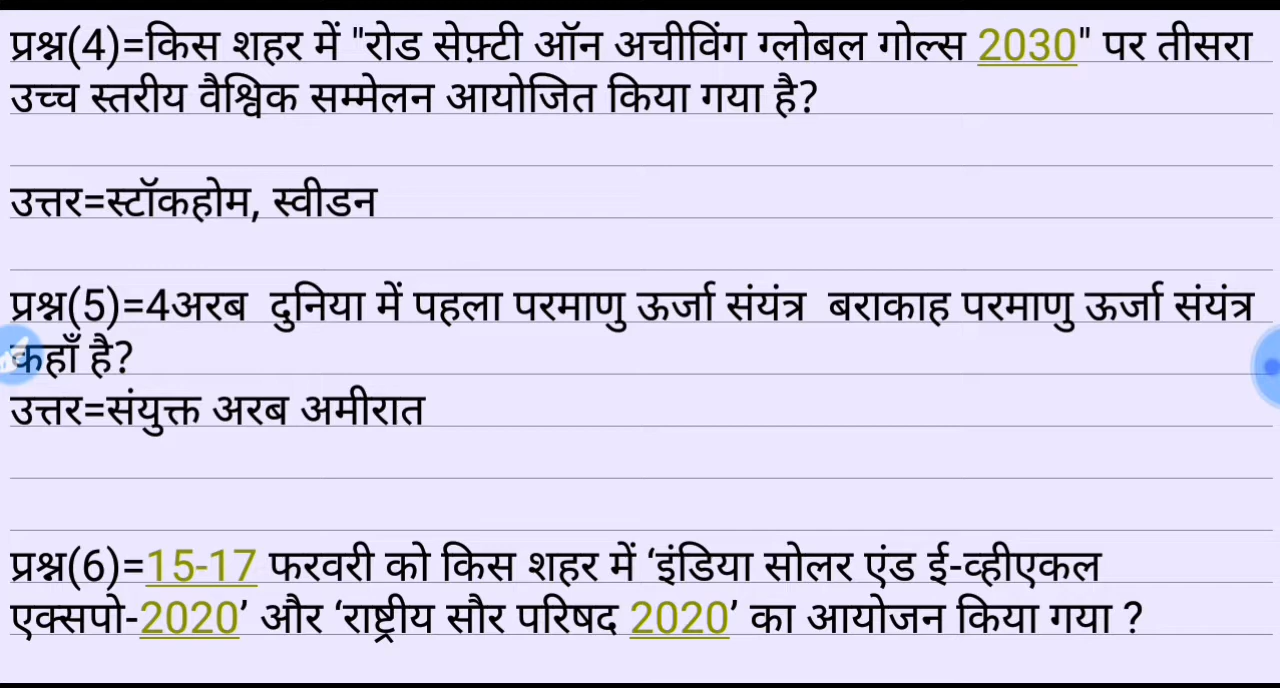 प्रश्न(4)=किस शहर में "रोड सेफ़्टी ऑन अचीविंग ग्लोबल गोल्स 2030" पर तीसरा
उच्च स्तरीय वैश्विक सम्मेलन आयोजित किया गया है?
उत्तर=स्टॉकहोम, स्वीडन
प्रश्न(5)=4अरब दुनिया में पहला परमाणु ऊर्जा संयंत्र बराकाह परमाणु ऊर्जा संयंत्र
कहाँ है?
उत्तर=संयुक्त अरब अमीरात
प्रश्न(6)=15-17 फरवरी को किस शहर में ‘इंडिया सोलर एंड ई-व्हीएकल
एक्सपो-2020’ और ‘राष्ट्रीय सौर परिषद 2020’ का आयोजन किया गया ?